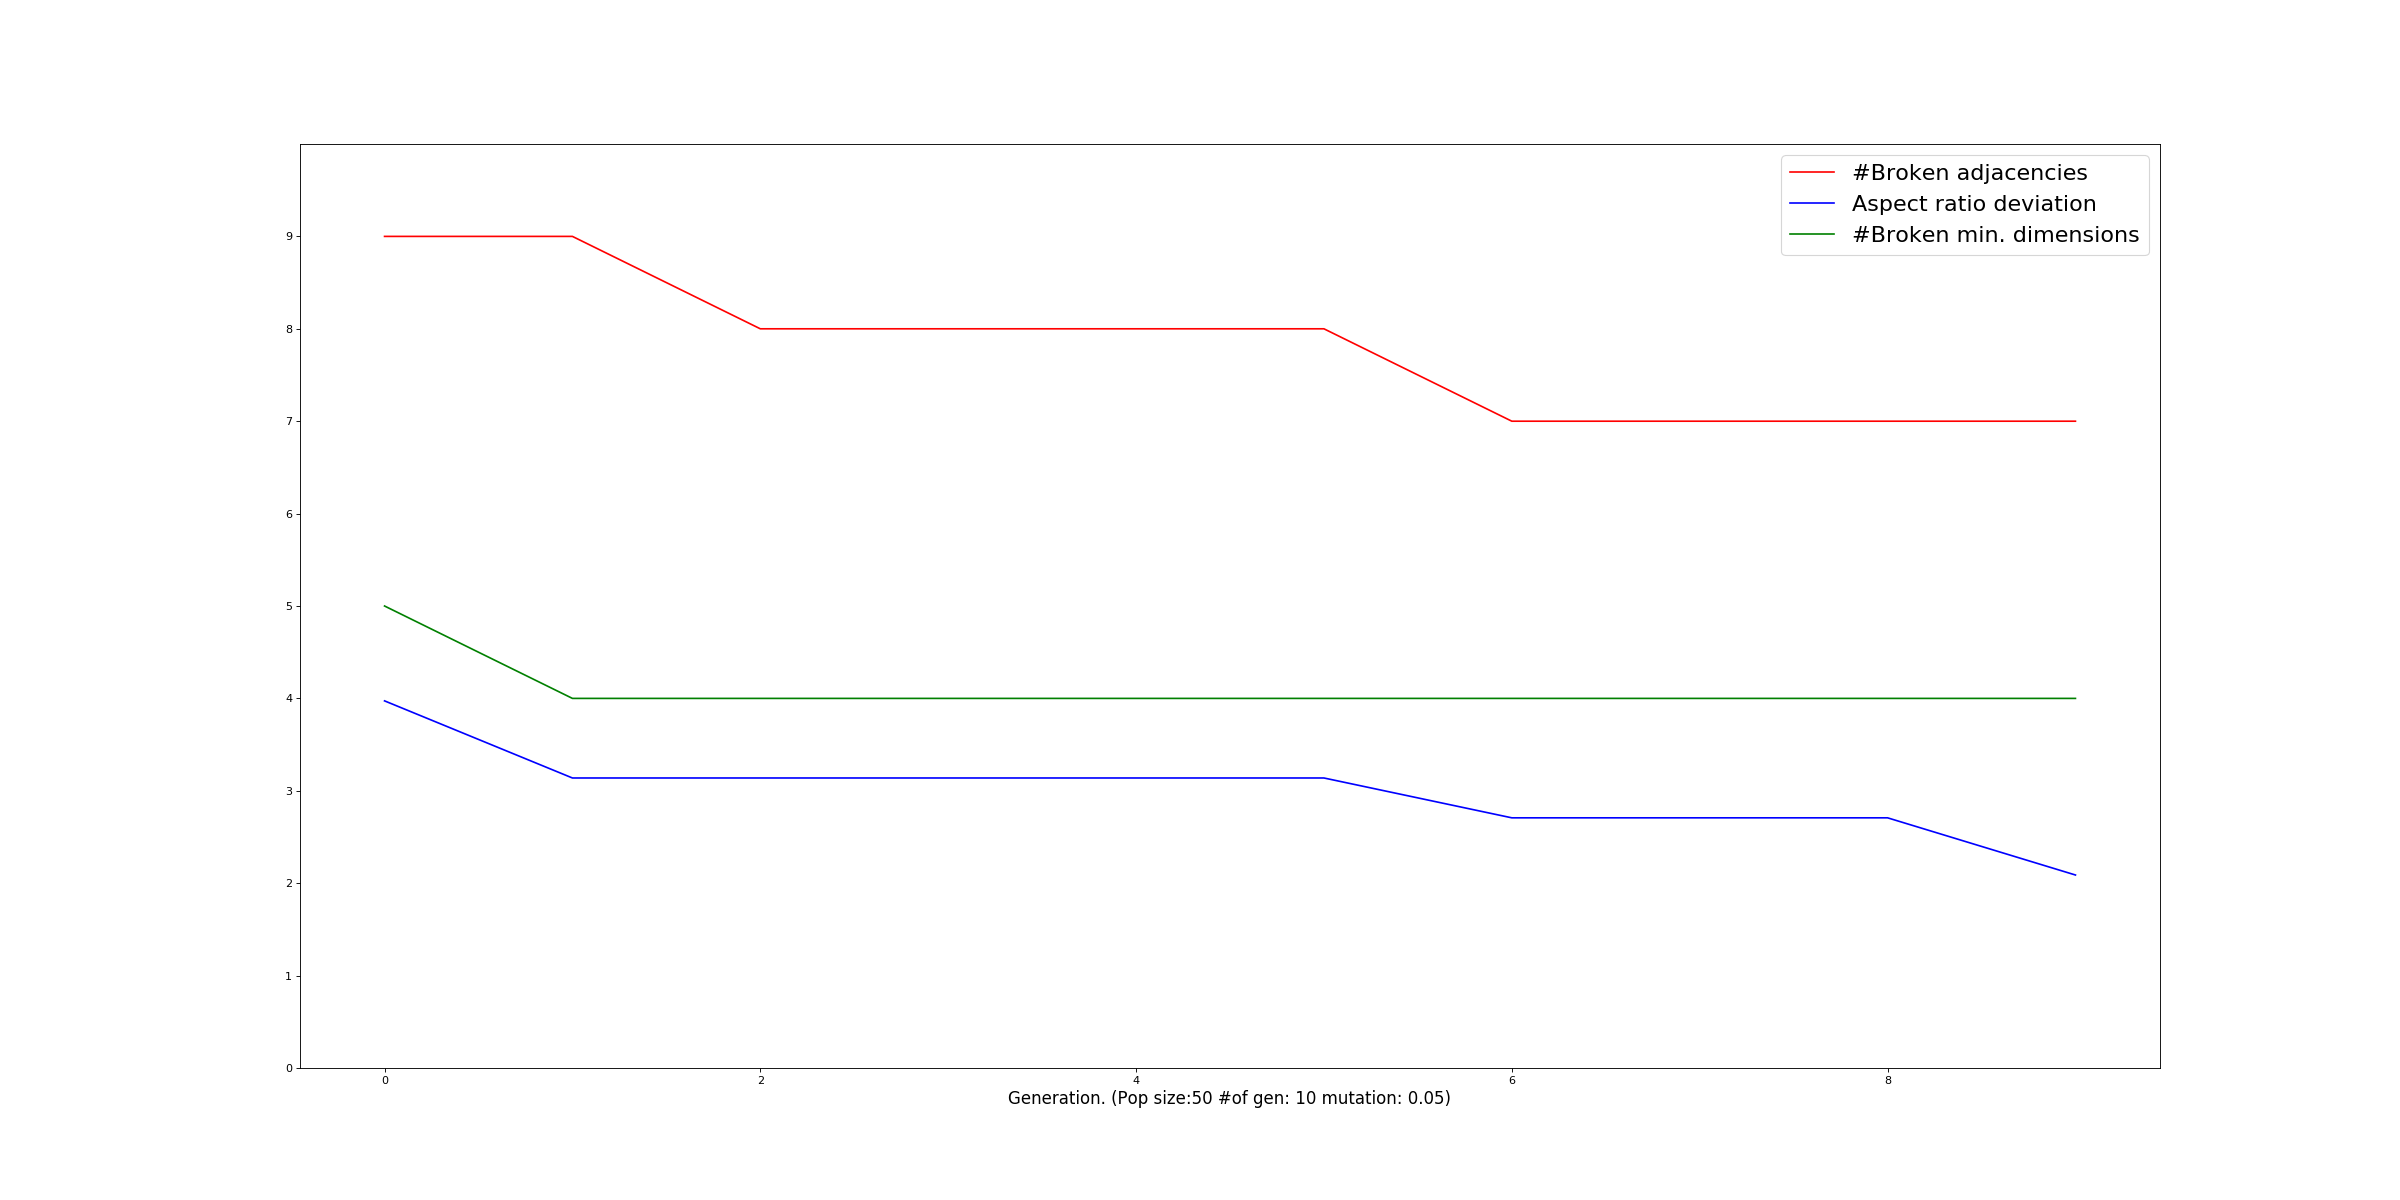 #Broken adjacencies
Aspect ratio deviation
#Broken min. dimensions
9
8
7
6
5
4
3
2
1
0
0 2 4 6 8
Generation. (Pop size:50 #of gen: 10 mutation: 0.05)